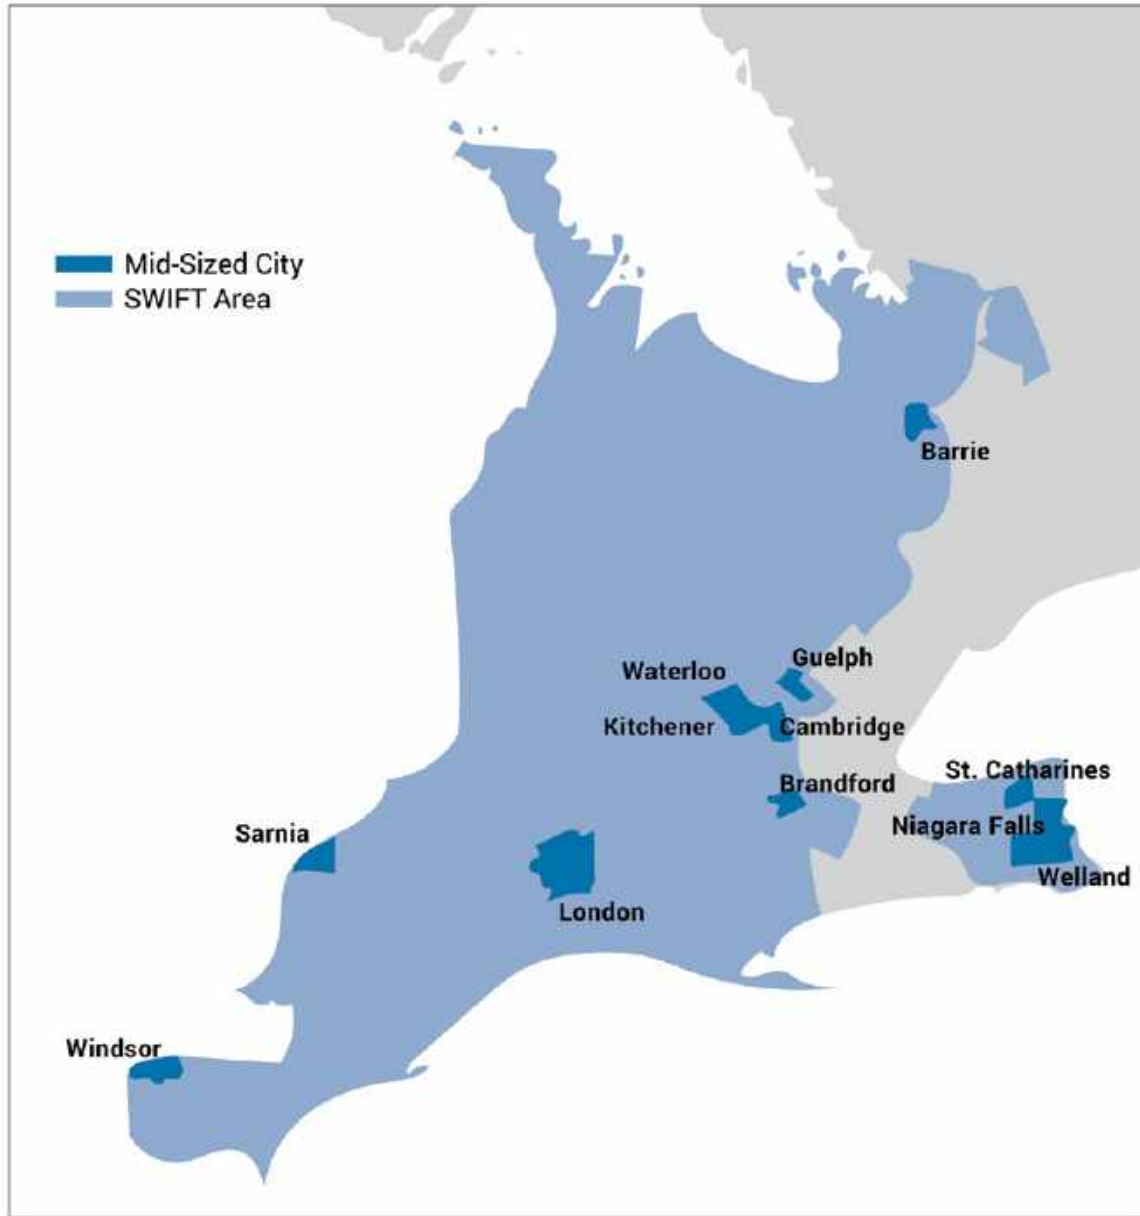 Mid-Sized City
SWIFT Area
Barrie
Guelph
Waterloo
Kitchener
Cambridge
Brandford
St. Catharines
Niagara Falls
Welland
Sarnia
London
Windsor